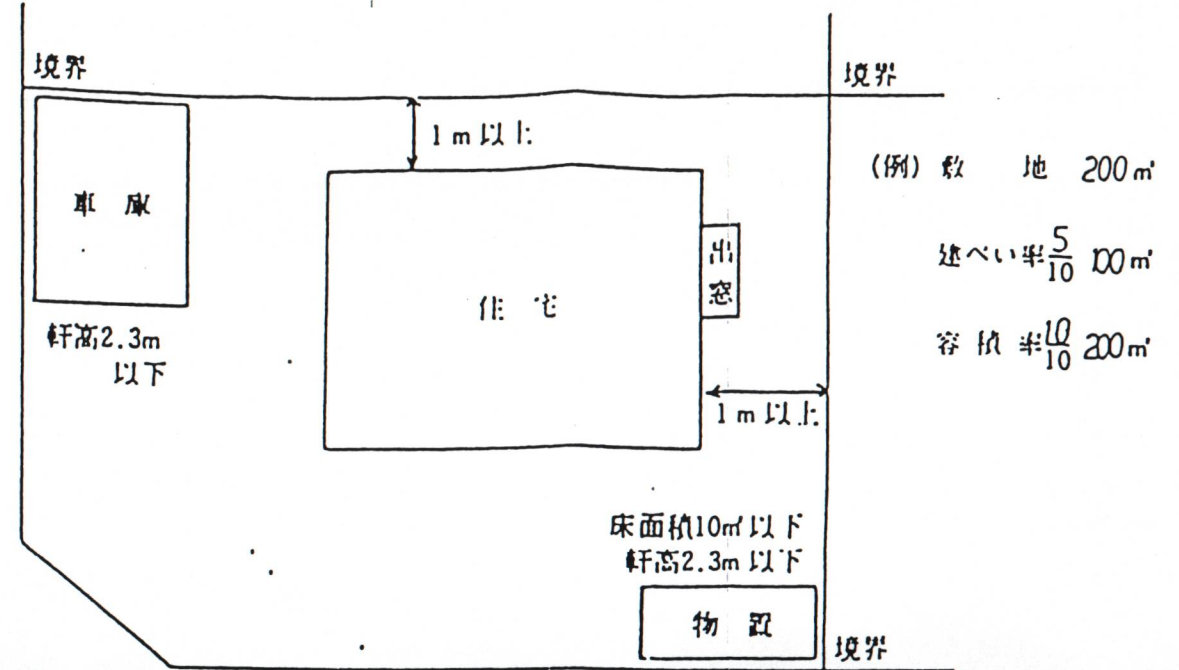 境界
境界
1m以上
(例) 敷 地 200㎡
車 庫
出窓
建ぺい率5/10 100㎡
住 宅
容 積 率10/10 200㎡
軒高2.3m
以下
1m以上
床面積10㎡以下
軒高2.3m以下
物 置
境界